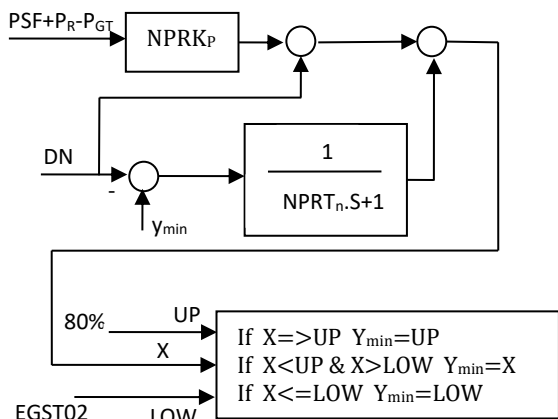 PSF+PR-PGT
NPRKP
DN
-
1
NPRTn.S+1
ymin
80%
UP
X
EGST02
LOW
If X=>UP Ymin=UP
If X<UP & X>LOW Ymin=X
If X<=LOW Ymin=LOW